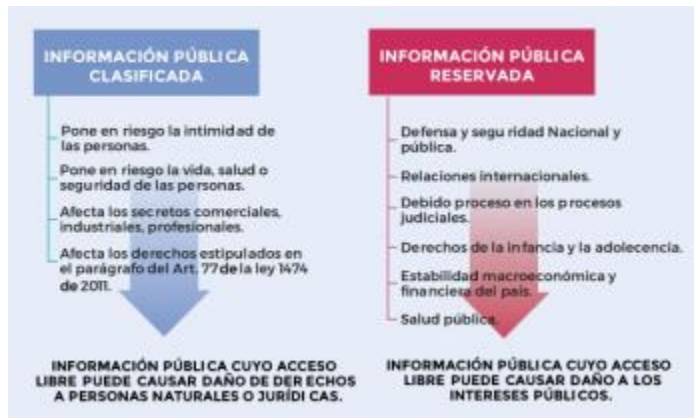 INFORMACIÓN PÚBLICA
CLASIFICADA
Pone en riesgo la intimidad de
las personas.
Pone en riesgo la vida, salud o
seguridad de las personas.
Afecta los secretos comerciales,
industriales, profesionales.
Afecta los derechos estipulados en
el parágrafo del Art. 77 de la ley 1474
de 2011.
INFORMACIÓN PÚBLICA CUYO ACCESO
LIBRE PUEDE CAUSAR DAÑO DE DERECHOS
A PERSONAS NATURALES O JURÍDICAS.
INFORMACIÓN PÚBLICA
RESERVADA
Defensa y seguridad Nacional y
pública.
Relaciones internacionales.
Debido proceso en los procesos
judiciales.
Derechos de la infancia y la adolecencia.
Estabilidad macroeconómica y
financiera del país.
Salud pública.
INFORMACIÓN PÚBLICA CUYO ACCESO
LIBRE PUEDE CAUSAR DAÑO A LOS
INTERESES PÚBLICOS.